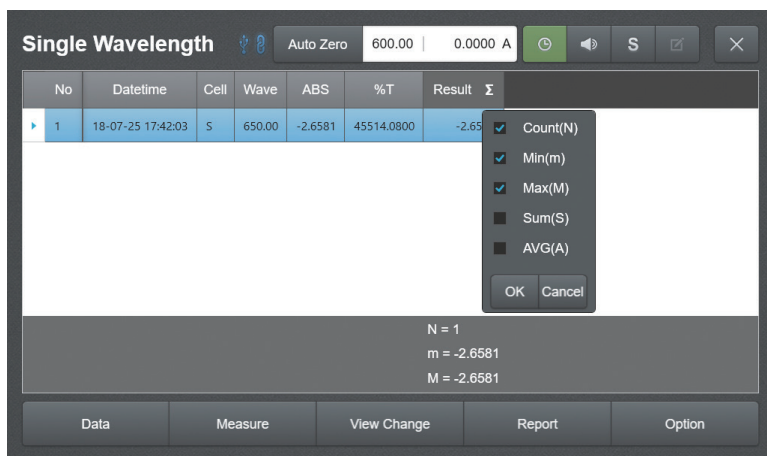 Single Wavelength Auto Zero 600.00 0.0000 A S
No Datetime Cell Wave ABS %T Result Σ
1 18-07-25 17:42:03 S 650.00 -2.6581 45514.0800 -2.65
Count(N)
Min(m)
Max(M)
Sum(S)
AVG(A)
OK Cancel
N = 1
m = -2.6581
M = -2.6581
Data Measure View Change Report Option